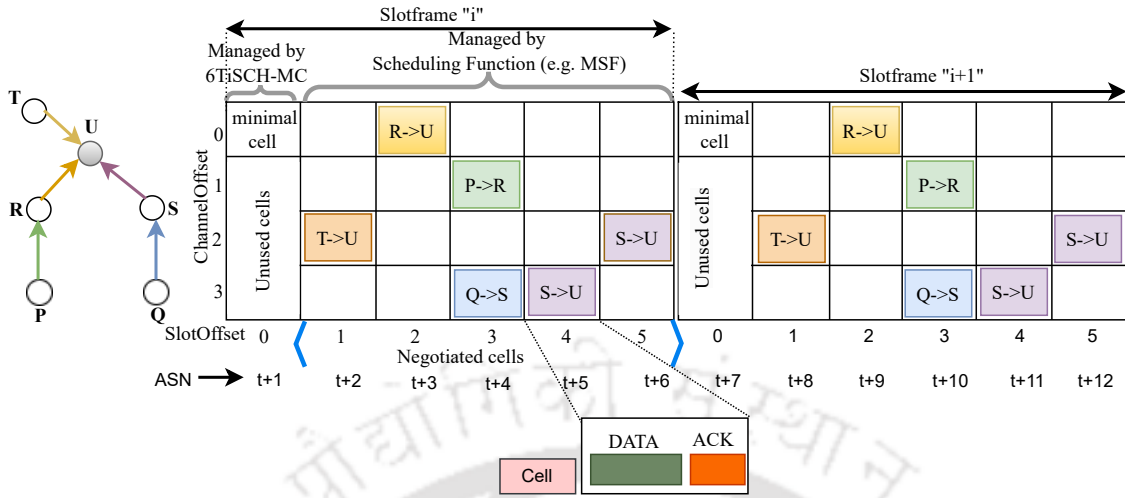 Slotframe "i"
Managed by
6TiSCH-MC
Managed by
Scheduling Function (e.g. MSF)
Slotframe "i+1"
T
U
R
S
P
Q
ChannelOffset
0
1
2
3
minimal
cell
Unused cells
R->U
P->R
T->U
S->U
Q->S
S->U
minimal
cell
Unused cells
R->U
P->R
T->U
S->U
Q->S
S->U
SlotOffset 0 1 2 3 4 5 0 1 2 3 4 5
Negotiated cells
ASN t+1 t+2 t+3 t+4 t+5 t+6 t+7 t+8 t+9 t+10 t+11 t+12
DATA ACK
Cell